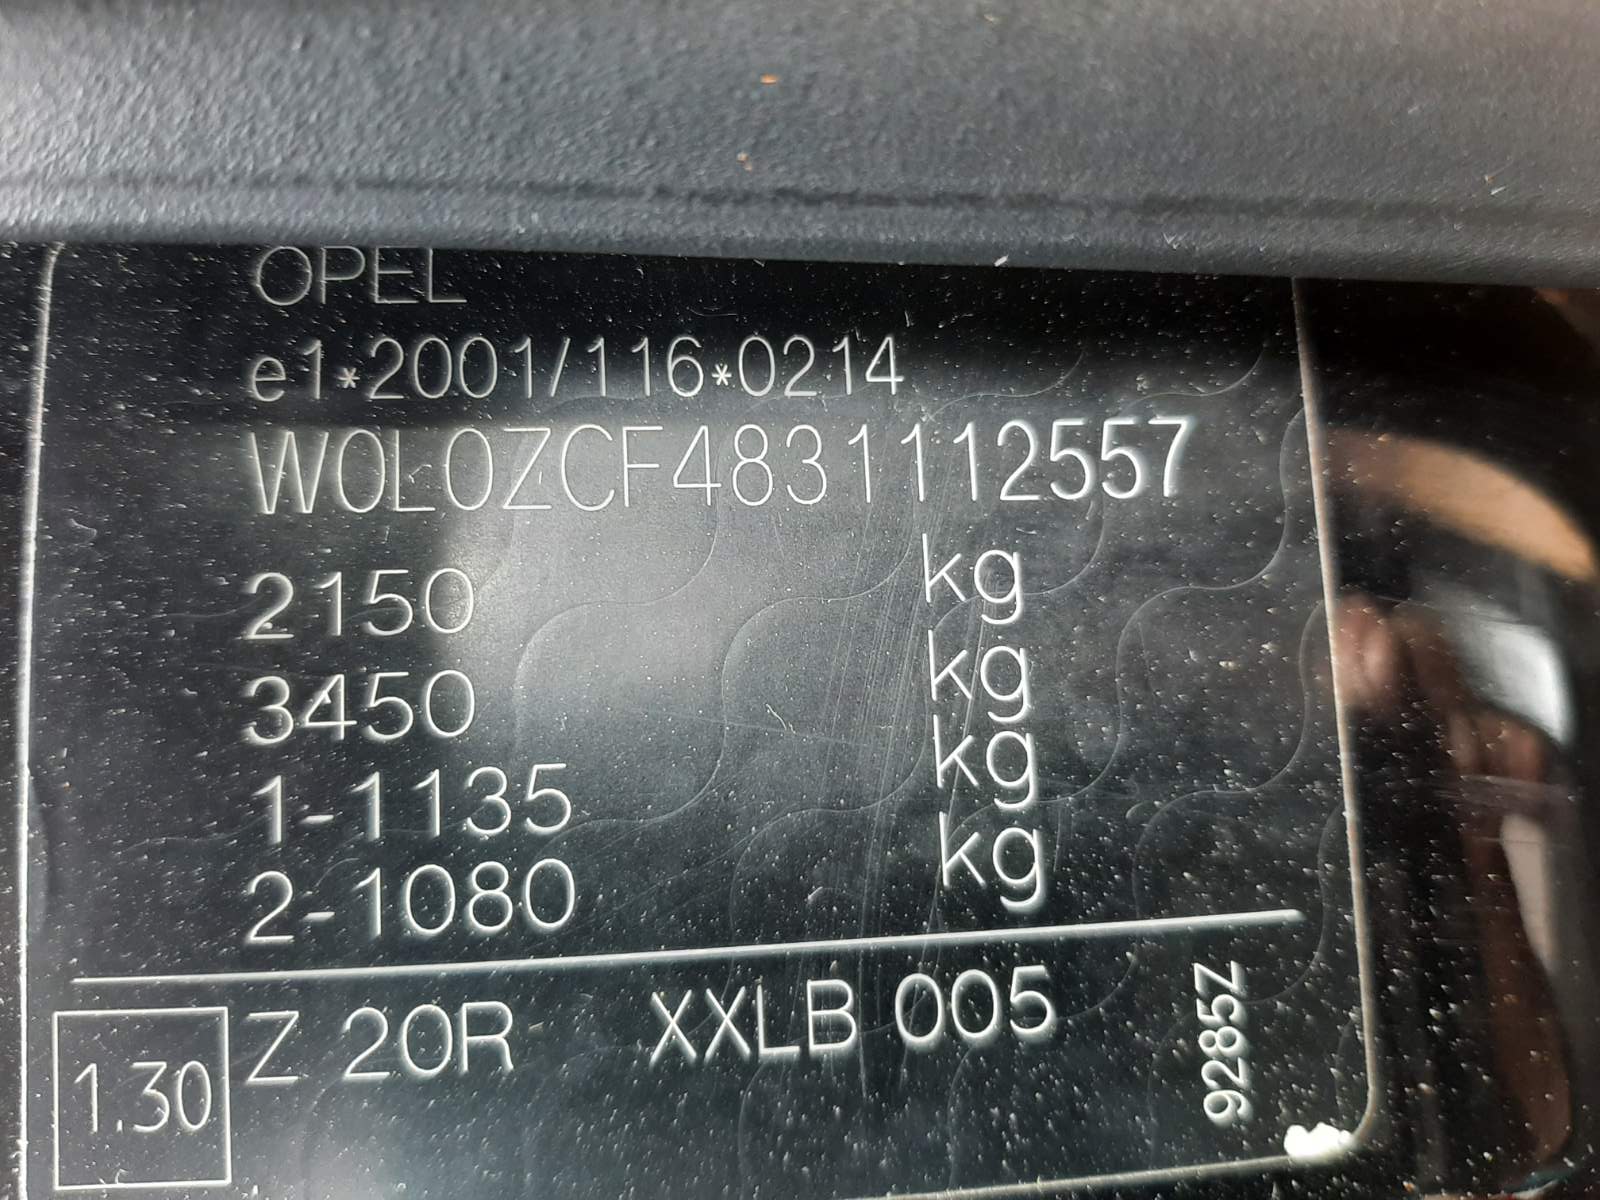 OPEL
e1*2001/116*0214
W0L0ZCF4831112557
2150 kg
3450 kg
1-1135 kg
2-1080 kg
1.30 Z 20R XXLB 005
9285Z